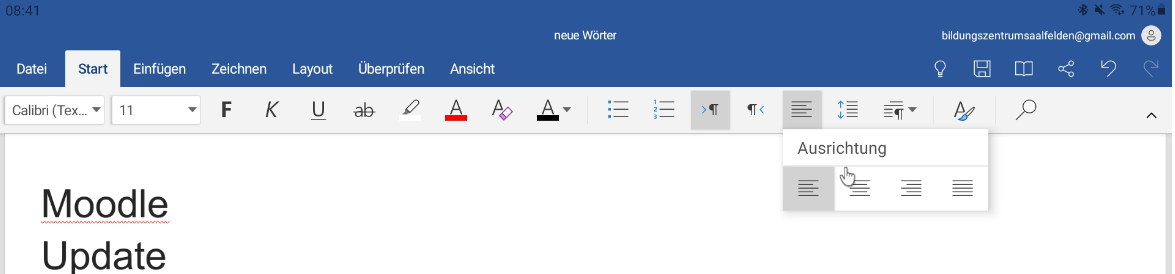 08:41 71%
neue Wörter
bildungszentrumsaalfelden@gmail.com
Datei Start Einfügen Zeichnen Layout Überprüfen Ansicht
Calibri (Tex... 11 F K U ab A A A
Ausrichtung
Moodle
Update